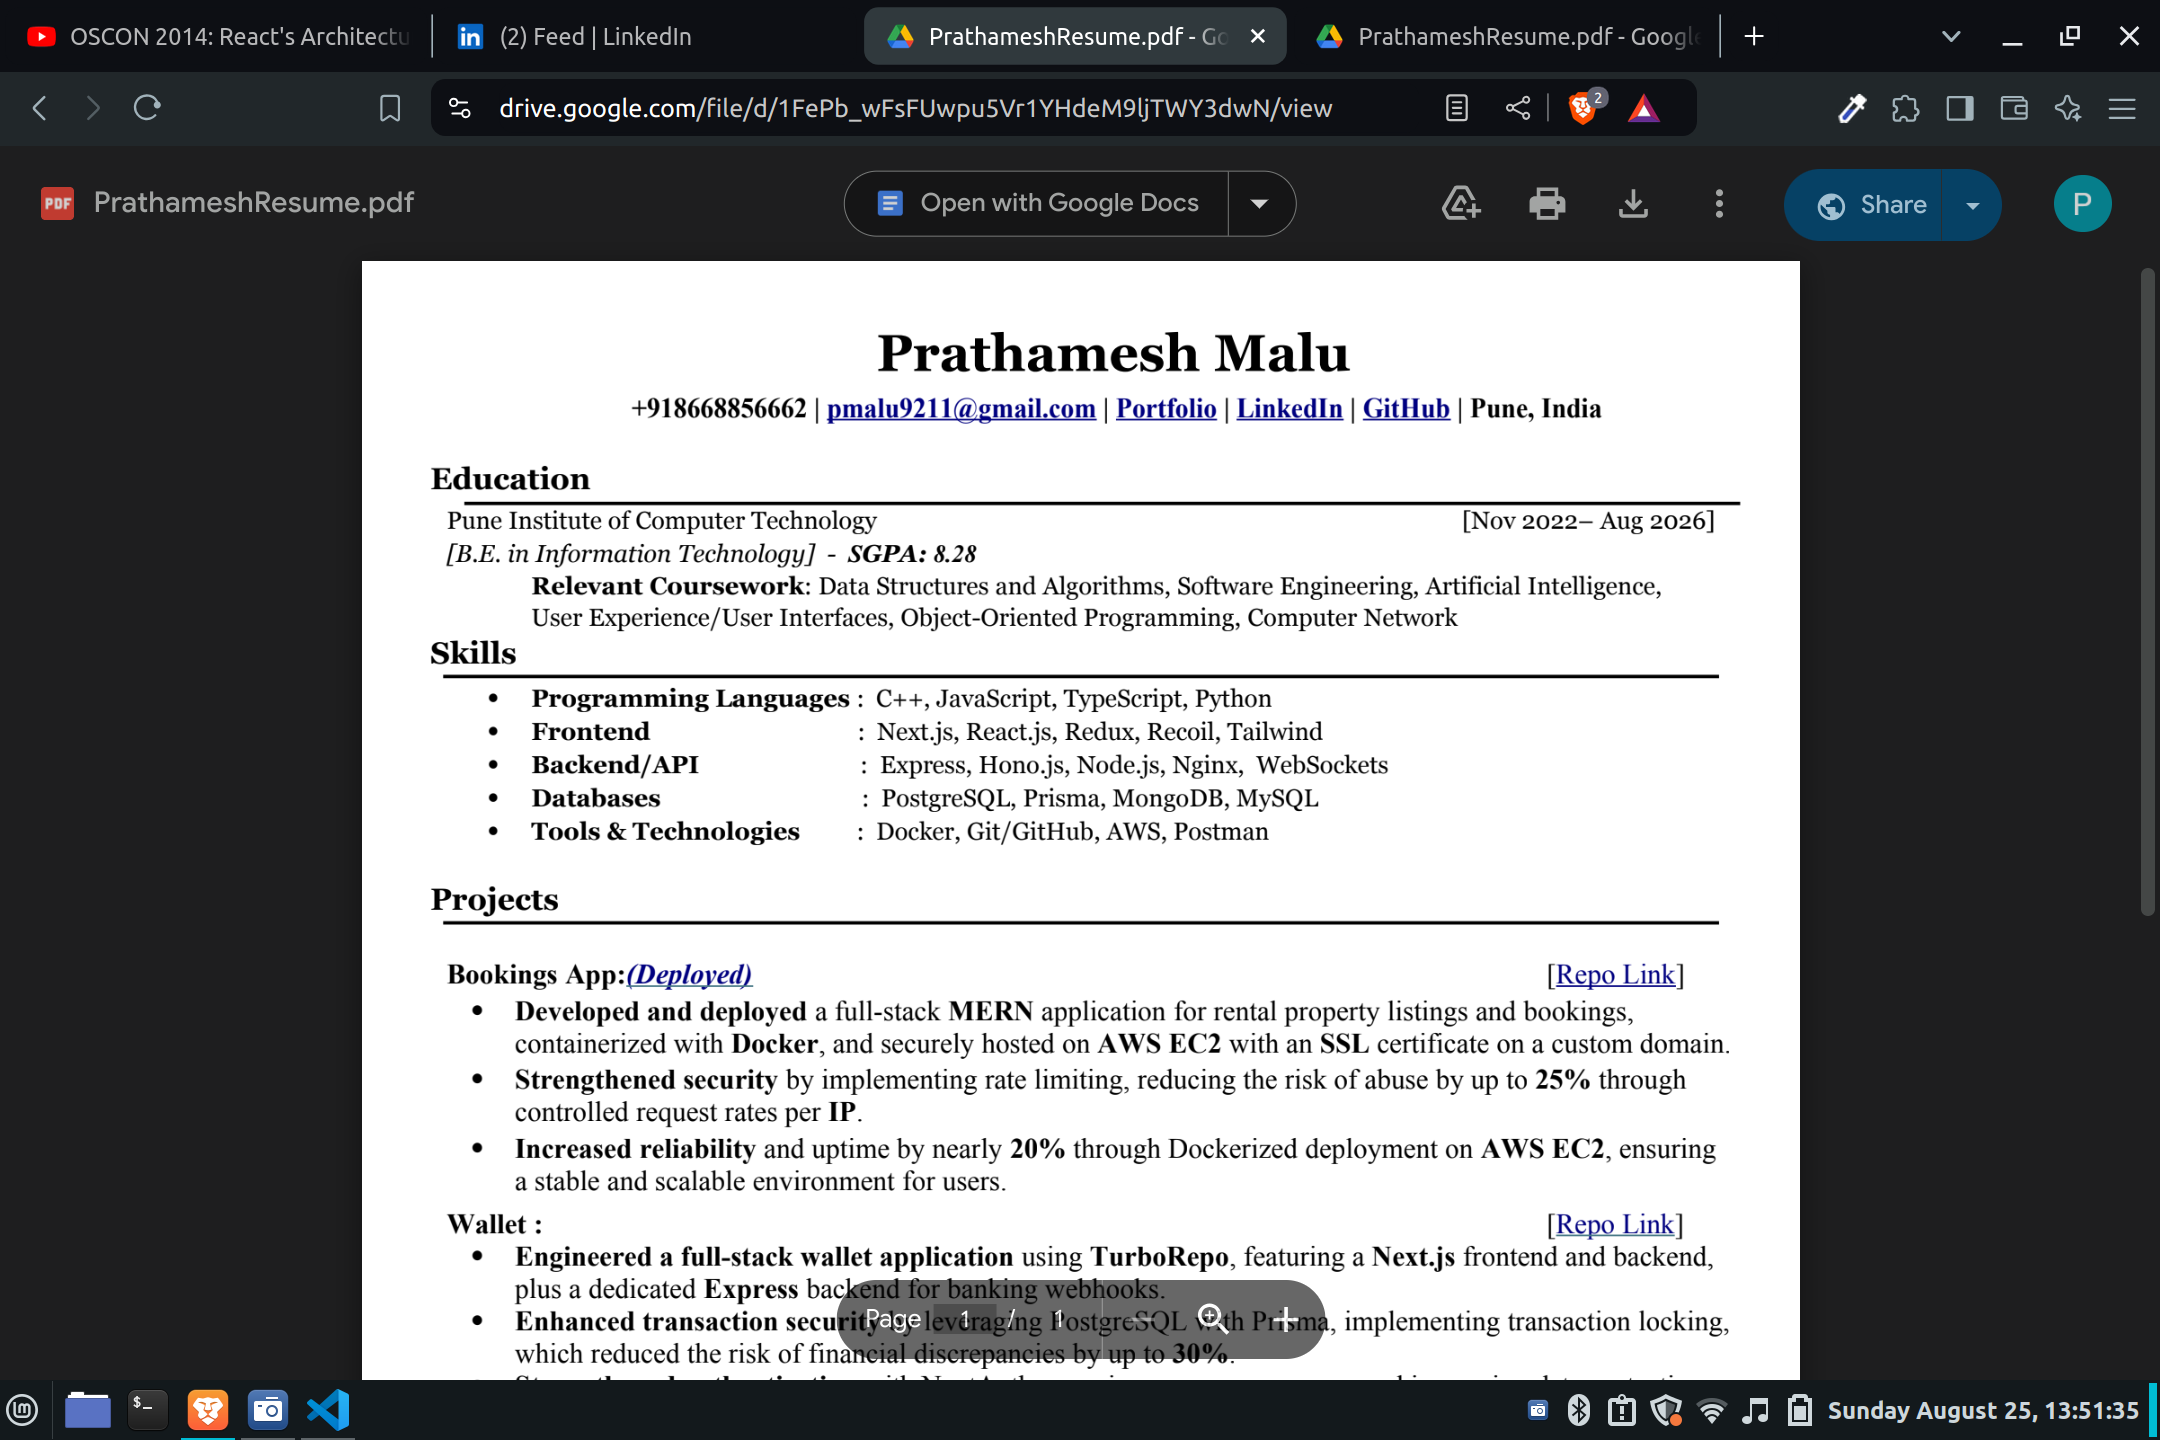 OSCON 2014: React's Architectu
(2) Feed | LinkedIn
PrathameshResume.pdf - Go
PrathameshResume.pdf - Google
drive.google.com/file/d/1FePb_wFsFUwpu5Vr1YHdeM9ljTWY3dwN/view
2
PDF PrathameshResume.pdf
Open with Google Docs
Share
P
Prathamesh Malu
+918668856662 | pmalu9211@gmail.com | Portfolio | LinkedIn | GitHub | Pune, India
Education
Pune Institute of Computer Technology [Nov 2022– Aug 2026]
[B.E. in Information Technology] - SGPA: 8.28
Relevant Coursework: Data Structures and Algorithms, Software Engineering, Artificial Intelligence,
User Experience/User Interfaces, Object-Oriented Programming, Computer Network
Skills
• Programming Languages : C++, JavaScript, TypeScript, Python
• Frontend : Next.js, React.js, Redux, Recoil, Tailwind
• Backend/API : Express, Hono.js, Node.js, Nginx, WebSockets
• Databases : PostgreSQL, Prisma, MongoDB, MySQL
• Tools & Technologies : Docker, Git/GitHub, AWS, Postman
Projects
Bookings App:(Deployed) [Repo Link]
• Developed and deployed a full-stack MERN application for rental property listings and bookings,
containerized with Docker, and securely hosted on AWS EC2 with an SSL certificate on a custom domain.
• Strengthened security by implementing rate limiting, reducing the risk of abuse by up to 25% through
controlled request rates per IP.
• Increased reliability and uptime by nearly 20% through Dockerized deployment on AWS EC2, ensuring
a stable and scalable environment for users.
Wallet : [Repo Link]
• Engineered a full-stack wallet application using TurboRepo, featuring a Next.js frontend and backend,
plus a dedicated Express backend for banking webhooks.
• Enhanced transaction security by leveraging PostgreSQL with Prisma, implementing transaction locking,
which reduced the risk of financial discrepancies by up to 30%.
Page 1 / 1
Sunday August 25, 13:51:35